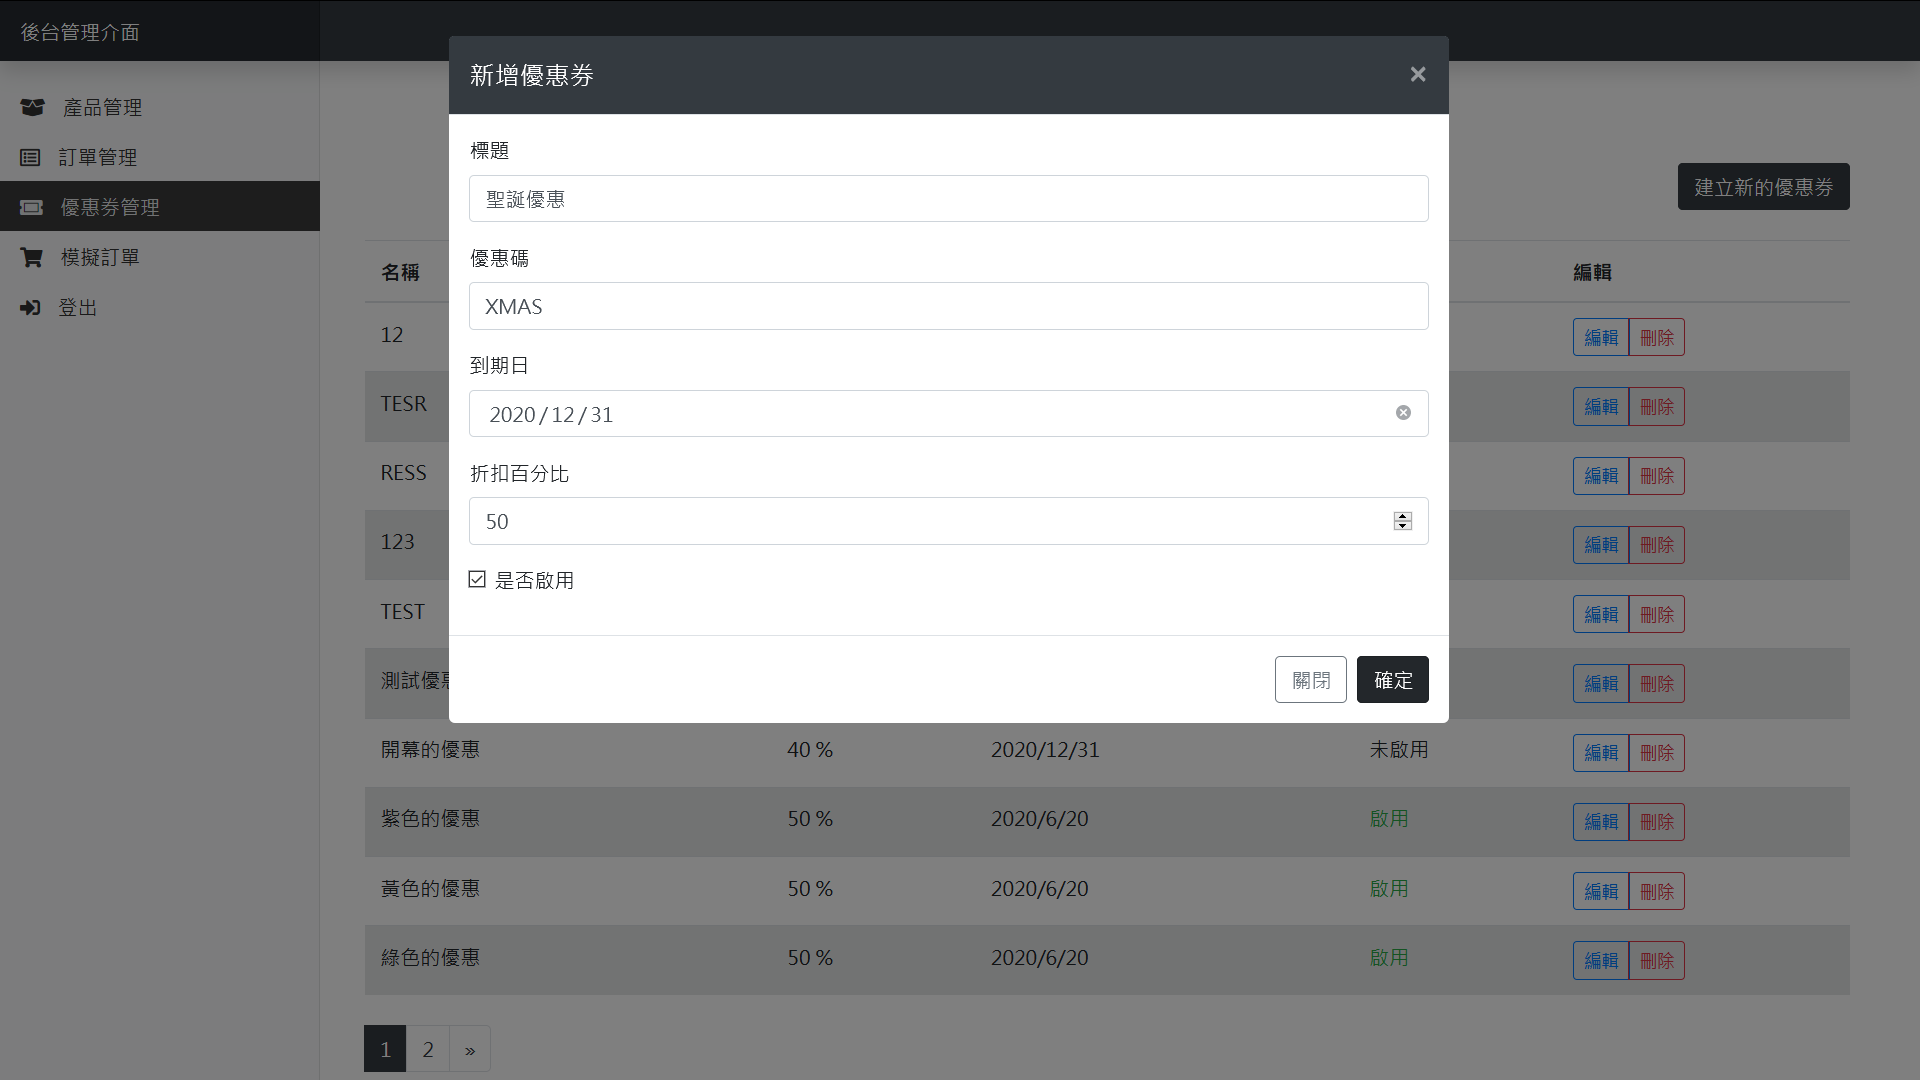 後台管理介面
產品管理
訂單管理
優惠券管理
模擬訂單
登出
新增優惠券
×
標題
聖誕優惠
優惠碼
XMAS
到期日
2020/12/31
折扣百分比
50
是否啟用
關閉 確定
建立新的優惠券
名稱 編輯
12 編輯 刪除
TESR 編輯 刪除
RESS 編輯 刪除
123 編輯 刪除
TEST 編輯 刪除
測試優 編輯 刪除
開幕的優惠 40 % 2020/12/31 未啟用 編輯 刪除
紫色的優惠 50 % 2020/6/20 啟用 編輯 刪除
黃色的優惠 50 % 2020/6/20 啟用 編輯 刪除
綠色的優惠 50 % 2020/6/20 啟用 編輯 刪除
1 2 »